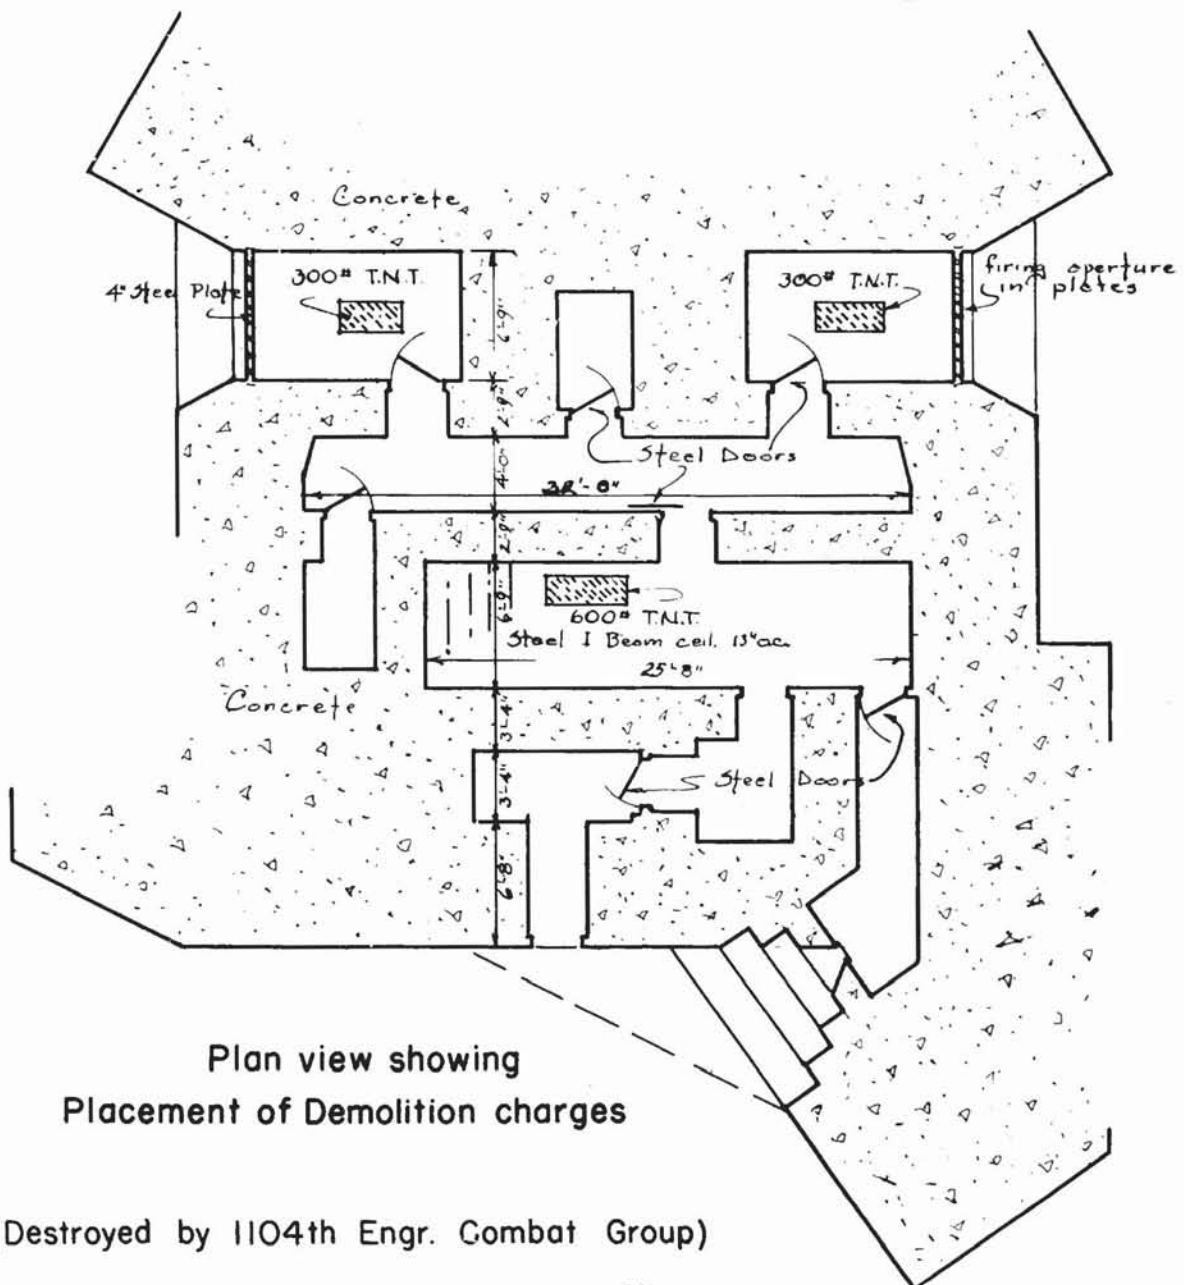 Concrete
300# T.N.T.
300# T.N.T.
firing aperture
in plates
4" Steel Plate
6'-9"
2'-9"
Steel Doors
4'-0"
32'-0"
2'-9"
6'-9"
600# T.N.T.
Steel I Beam ceil. 13" oc.
25'-8"
Concrete
3'-4"
Steel Doors
3'-4"
6'-8"
Plan view showing
Placement of Demolition charges
Destroyed by 1104th Engr. Combat Group)